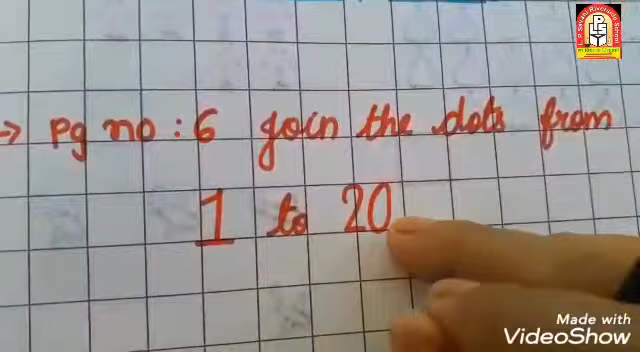 → Pg no : 6 join the dots from
1 to 20
Made with
VideoShow